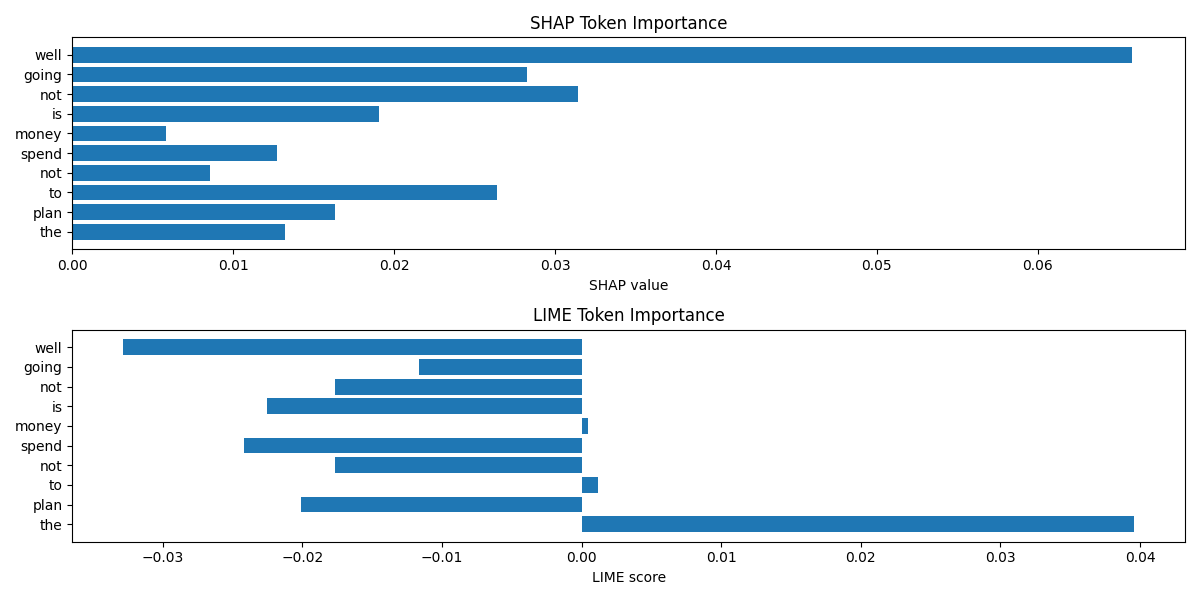 SHAP Token Importance
well
going
not
is
money
spend
not
to
plan
the
0.00 0.01 0.02 0.03 0.04 0.05 0.06
SHAP value
LIME Token Importance
well
going
not
is
money
spend
not
to
plan
the
−0.03 −0.02 −0.01 0.00 0.01 0.02 0.03 0.04
LIME score